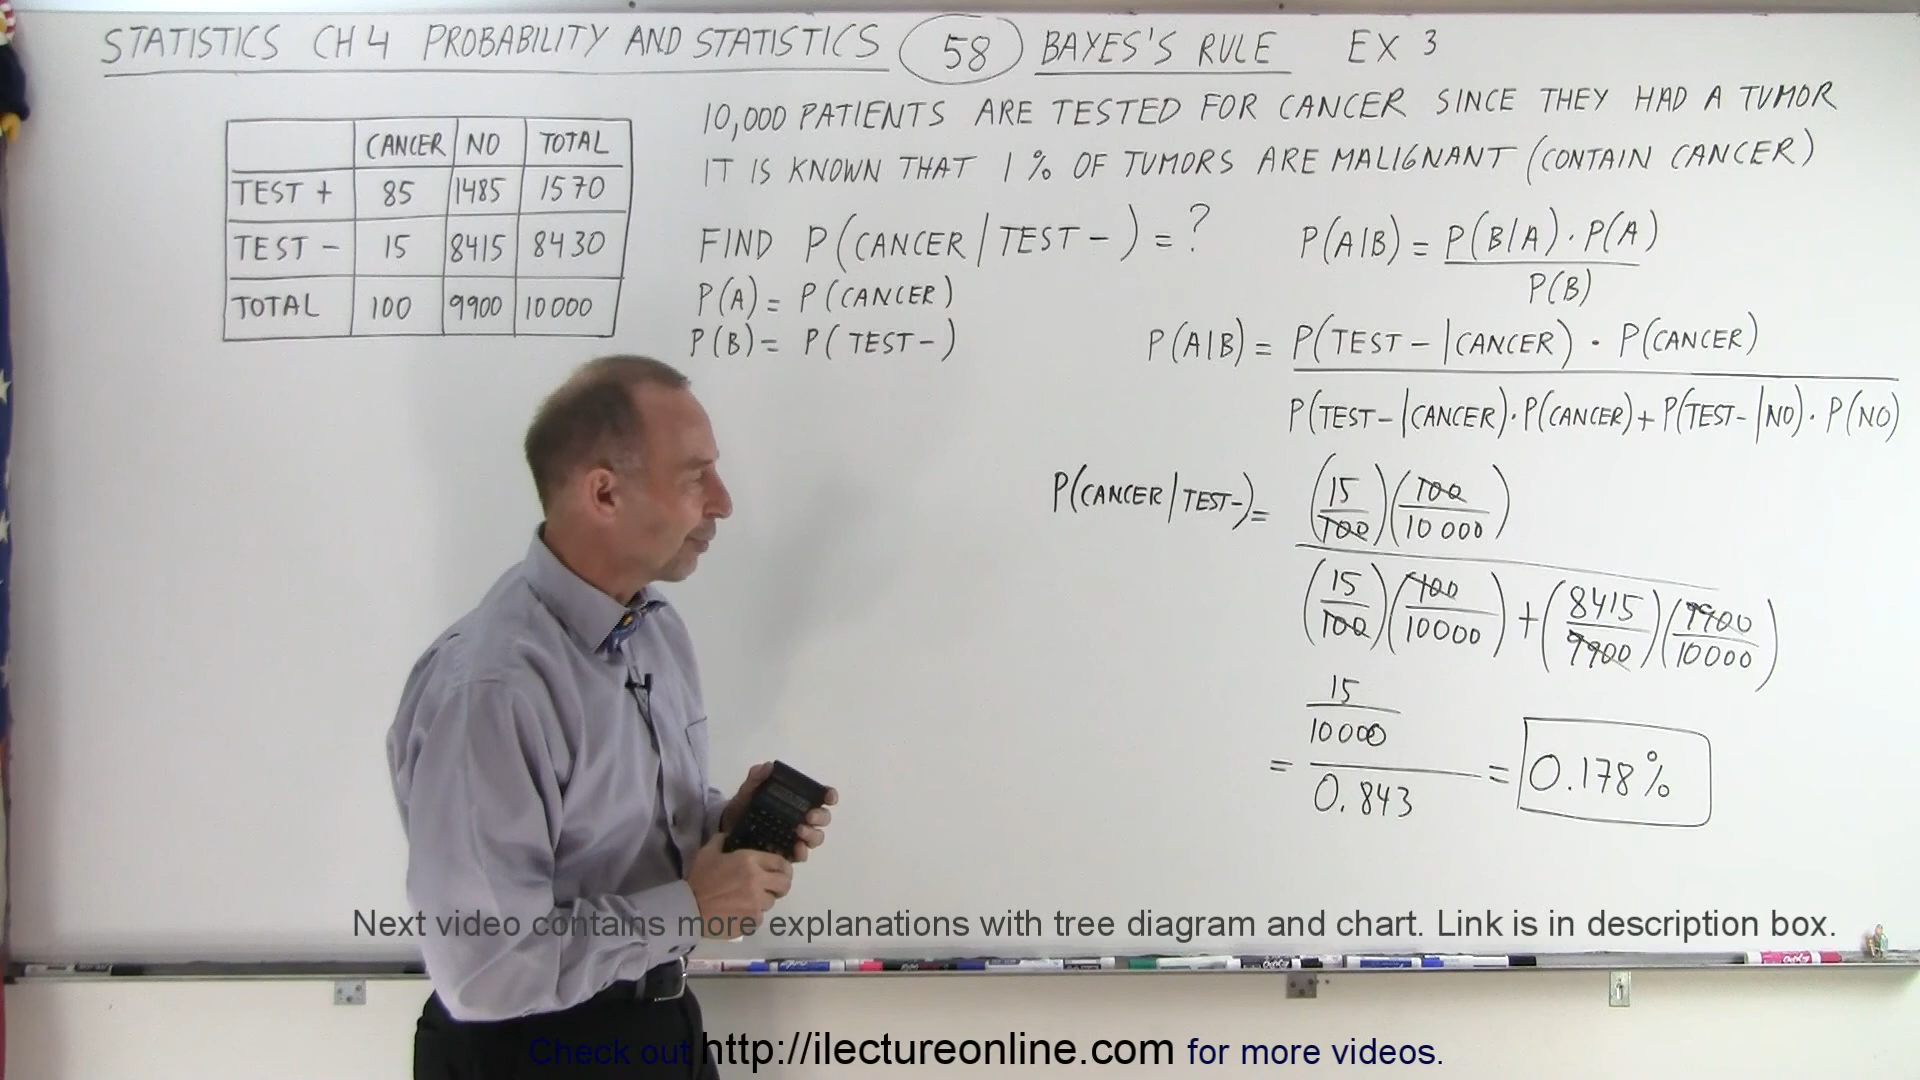 STATISTICS CH 4 PROBABILITY AND STATISTICS 58 BAYES'S RULE EX 3
CANCER NO TOTAL
TEST + 85 1485 1570
TEST - 15 8415 8430
TOTAL 100 9900 10000
10,000 PATIENTS ARE TESTED FOR CANCER SINCE THEY HAD A TUMOR
IT IS KNOWN THAT 1% OF TUMORS ARE MALIGNANT (CONTAIN CANCER)
FIND P(CANCER/TEST-) = ?
P(A) = P(CANCER)
P(B) = P(TEST-)
P(A|B) = P(B/A)·P(A)
P(B)
P(A|B) = P(TEST-|CANCER) · P(CANCER)
P(TEST-|CANCER)·P(CANCER)+P(TEST-|NO)·P(NO)
P(CANCER/TEST-) = (15/100)(100/10000)
(15/100)(100/10000) + (8415/9900)(9900/10000)
15
10000
= = 0.178%
0.843
Next video contains more explanations with tree diagram and chart. Link is in description box.
EXPO
Check out http://ilectureonline.com for more videos.